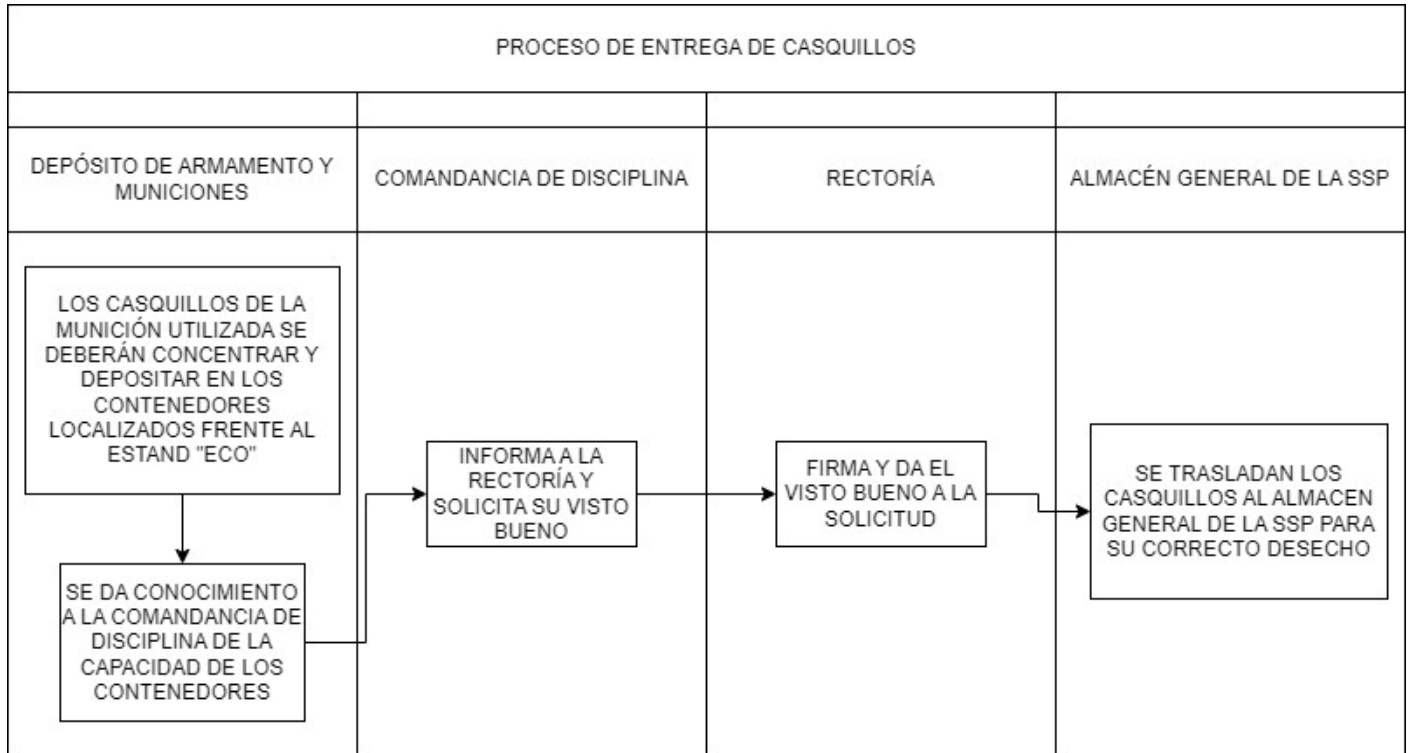 PROCESO DE ENTREGA DE CASQUILLOS
DEPÓSITO DE ARMAMENTO Y
MUNICIONES
COMANDANCIA DE DISCIPLINA
RECTORÍA
ALMACÉN GENERAL DE LA SSP
LOS CASQUILLOS DE LA
MUNICIÓN UTILIZADA SE
DEBERÁN CONCENTRAR Y
DEPOSITAR EN LOS
CONTENEDORES
LOCALIZADOS FRENTE AL
ESTAND "ECO"
SE DA CONOCIMIENTO
A LA COMANDANCIA DE
DISCIPLINA DE LA
CAPACIDAD DE LOS
CONTENEDORES
INFORMA A LA
RECTORÍA Y
SOLICITA SU VISTO
BUENO
FIRMA Y DA EL
VISTO BUENO A LA
SOLICITUD
SE TRASLADAN LOS
CASQUILLOS AL ALMACEN
GENERAL DE LA SSP PARA
SU CORRECTO DESECHO